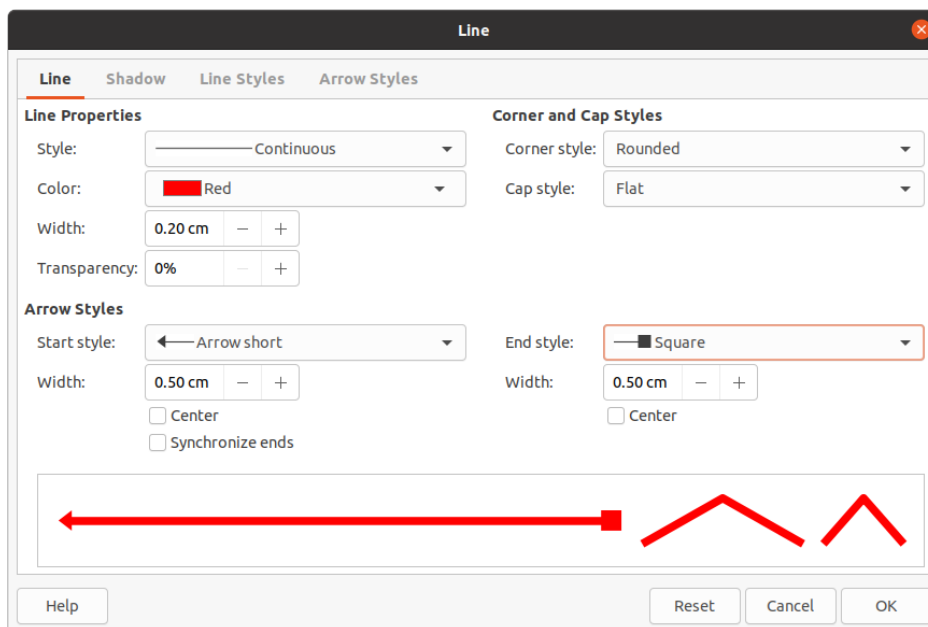 Line
Line Shadow Line Styles Arrow Styles
Line Properties
Style: Continuous
Color: Red
Width: 0.20 cm − +
Transparency: 0% − +
Corner and Cap Styles
Corner style: Rounded
Cap style: Flat
Arrow Styles
Start style: Arrow short
Width: 0.50 cm − +
Center
Synchronize ends
End style: Square
Width: 0.50 cm − +
Center
Help Reset Cancel OK